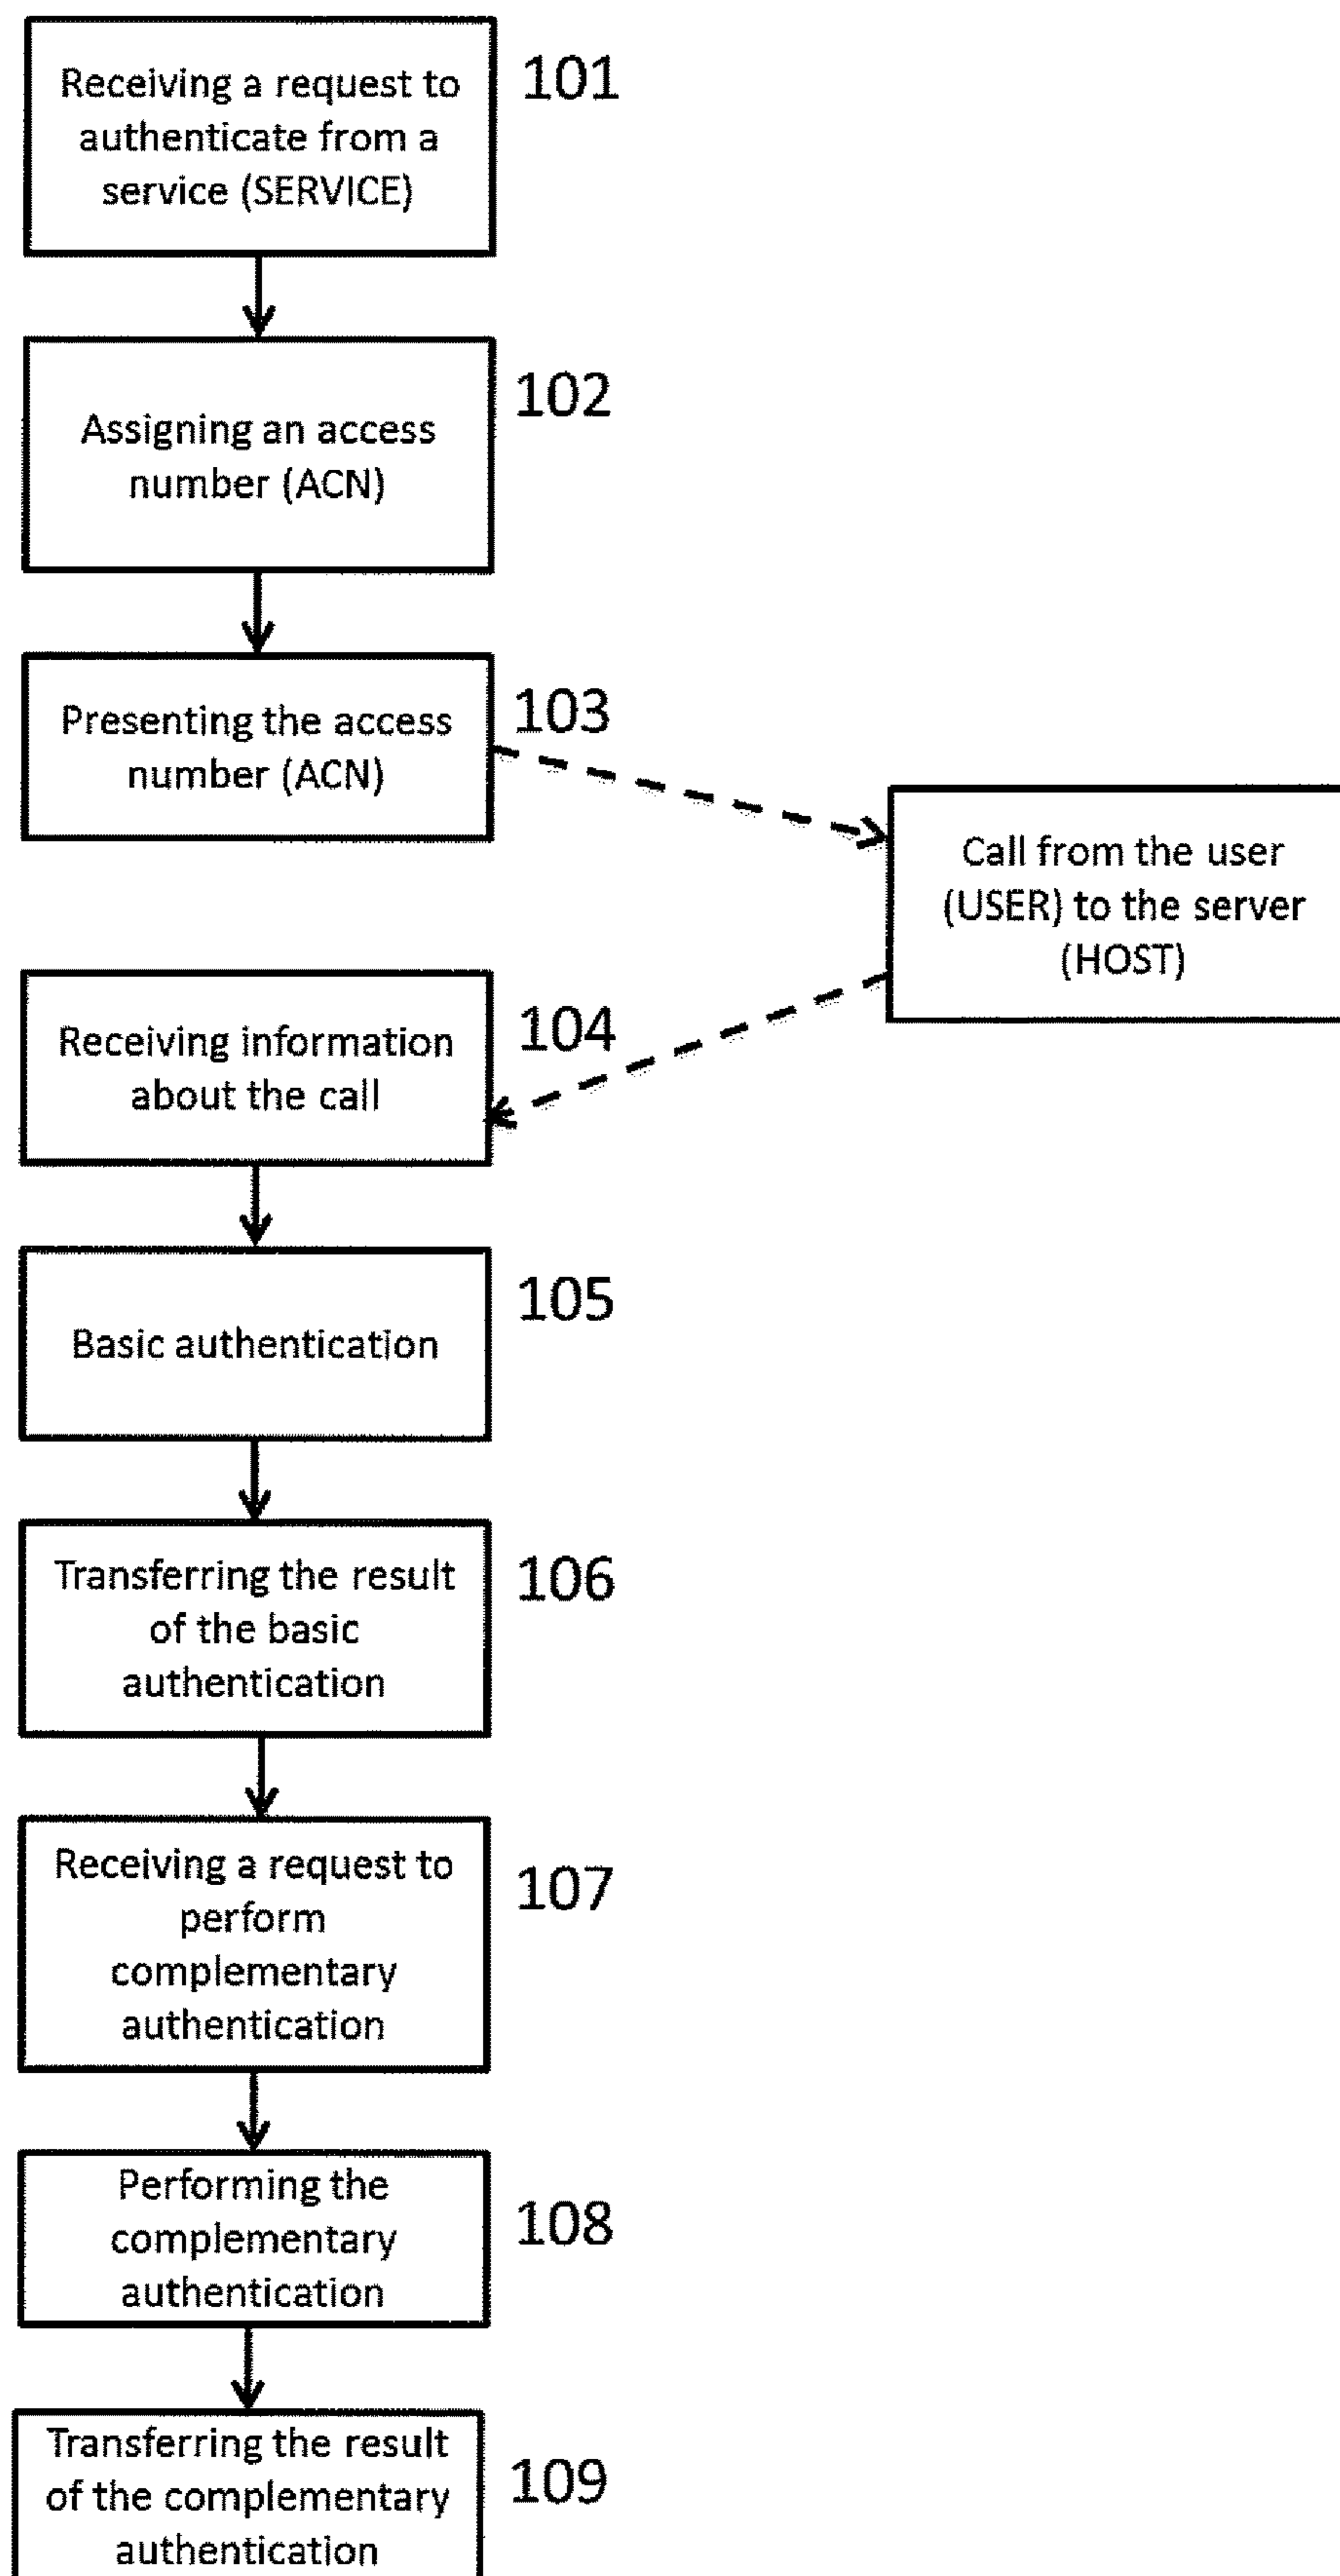 Receiving a request to
authenticate from a
service (SERVICE)
101
Assigning an access
number (ACN)
102
Presenting the access
number (ACN)
103
Call from the user
(USER) to the server
(HOST)
Receiving information
about the call
104
Basic authentication
105
Transferring the result
of the basic
authentication
106
Receiving a request to
perform
complementary
authentication
107
Performing the
complementary
authentication
108
Transferring the result
of the complementary
authentication
109